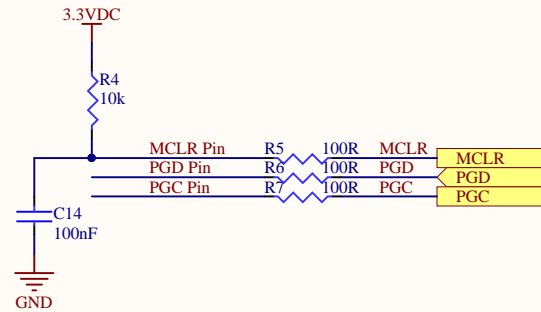 3.3VDC
R4
10k
MCLR Pin R5 100R MCLR MCLR
PGD Pin R6 100R PGD PGD
PGC Pin R7 100R PGC PGC
C14
100nF
GND